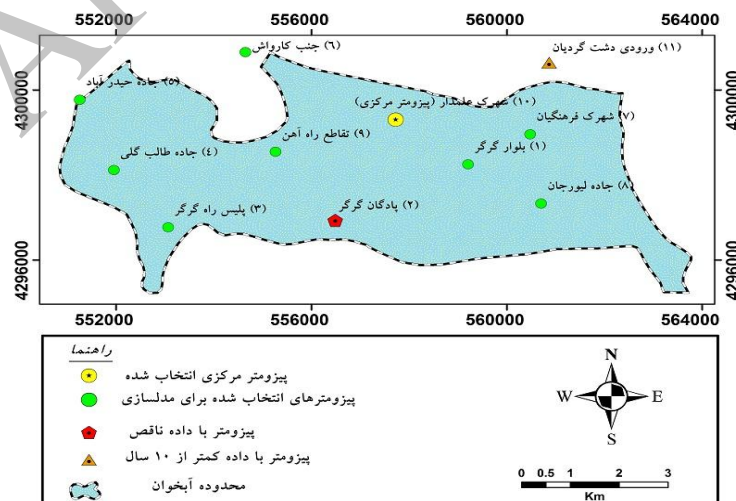 552000 556000 560000 564000
(۶) جنب کارواش
(۱۱) ورودی دشت گردیان
(۵) جاده حیدر آباد
4300000 4300000
(۱۰) شهرک علمدار (پیزومتر مرکزی)
(۷) شهرک فرهنگیان
(۹) تقاطع راه آهن
(۱) بلوار گرگر
(۴) جاده طالب گلی
(۸) جاده لیورجان
(۳) پلیس راه گرگر
(۲) پادگان گرگر
4296000 4296000
552000 556000 560000 564000
راهنما
پیزومتر مرکزی انتخاب شده
پیزومترهای انتخاب شده برای مدلسازی
پیزومتر با داده ناقص
پیزومتر با داده کمتر از ۱۰ سال
محدوده آبخوان
N
W E
S
0 0.5 1 2 3
Km